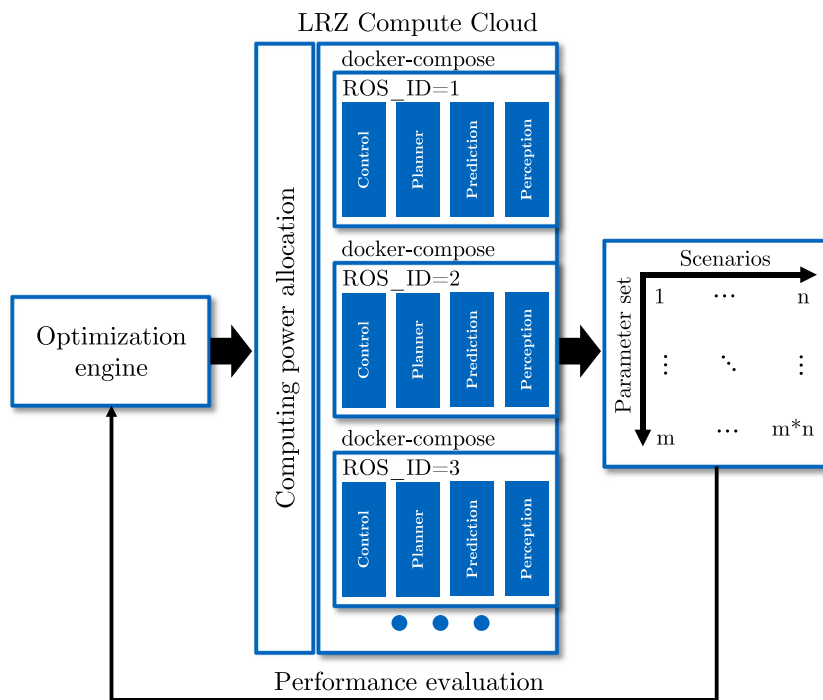 LRZ Compute Cloud
Optimization
engine
Computing power allocation
docker-compose
ROS_ID=1
Control
Planner
Prediction
Perception
docker-compose
ROS_ID=2
Control
Planner
Prediction
Perception
docker-compose
ROS_ID=3
Control
Planner
Prediction
Perception
Scenarios
Parameter set
1 ... n
⋮ ⋱ ⋮
m ... m*n
Performance evaluation